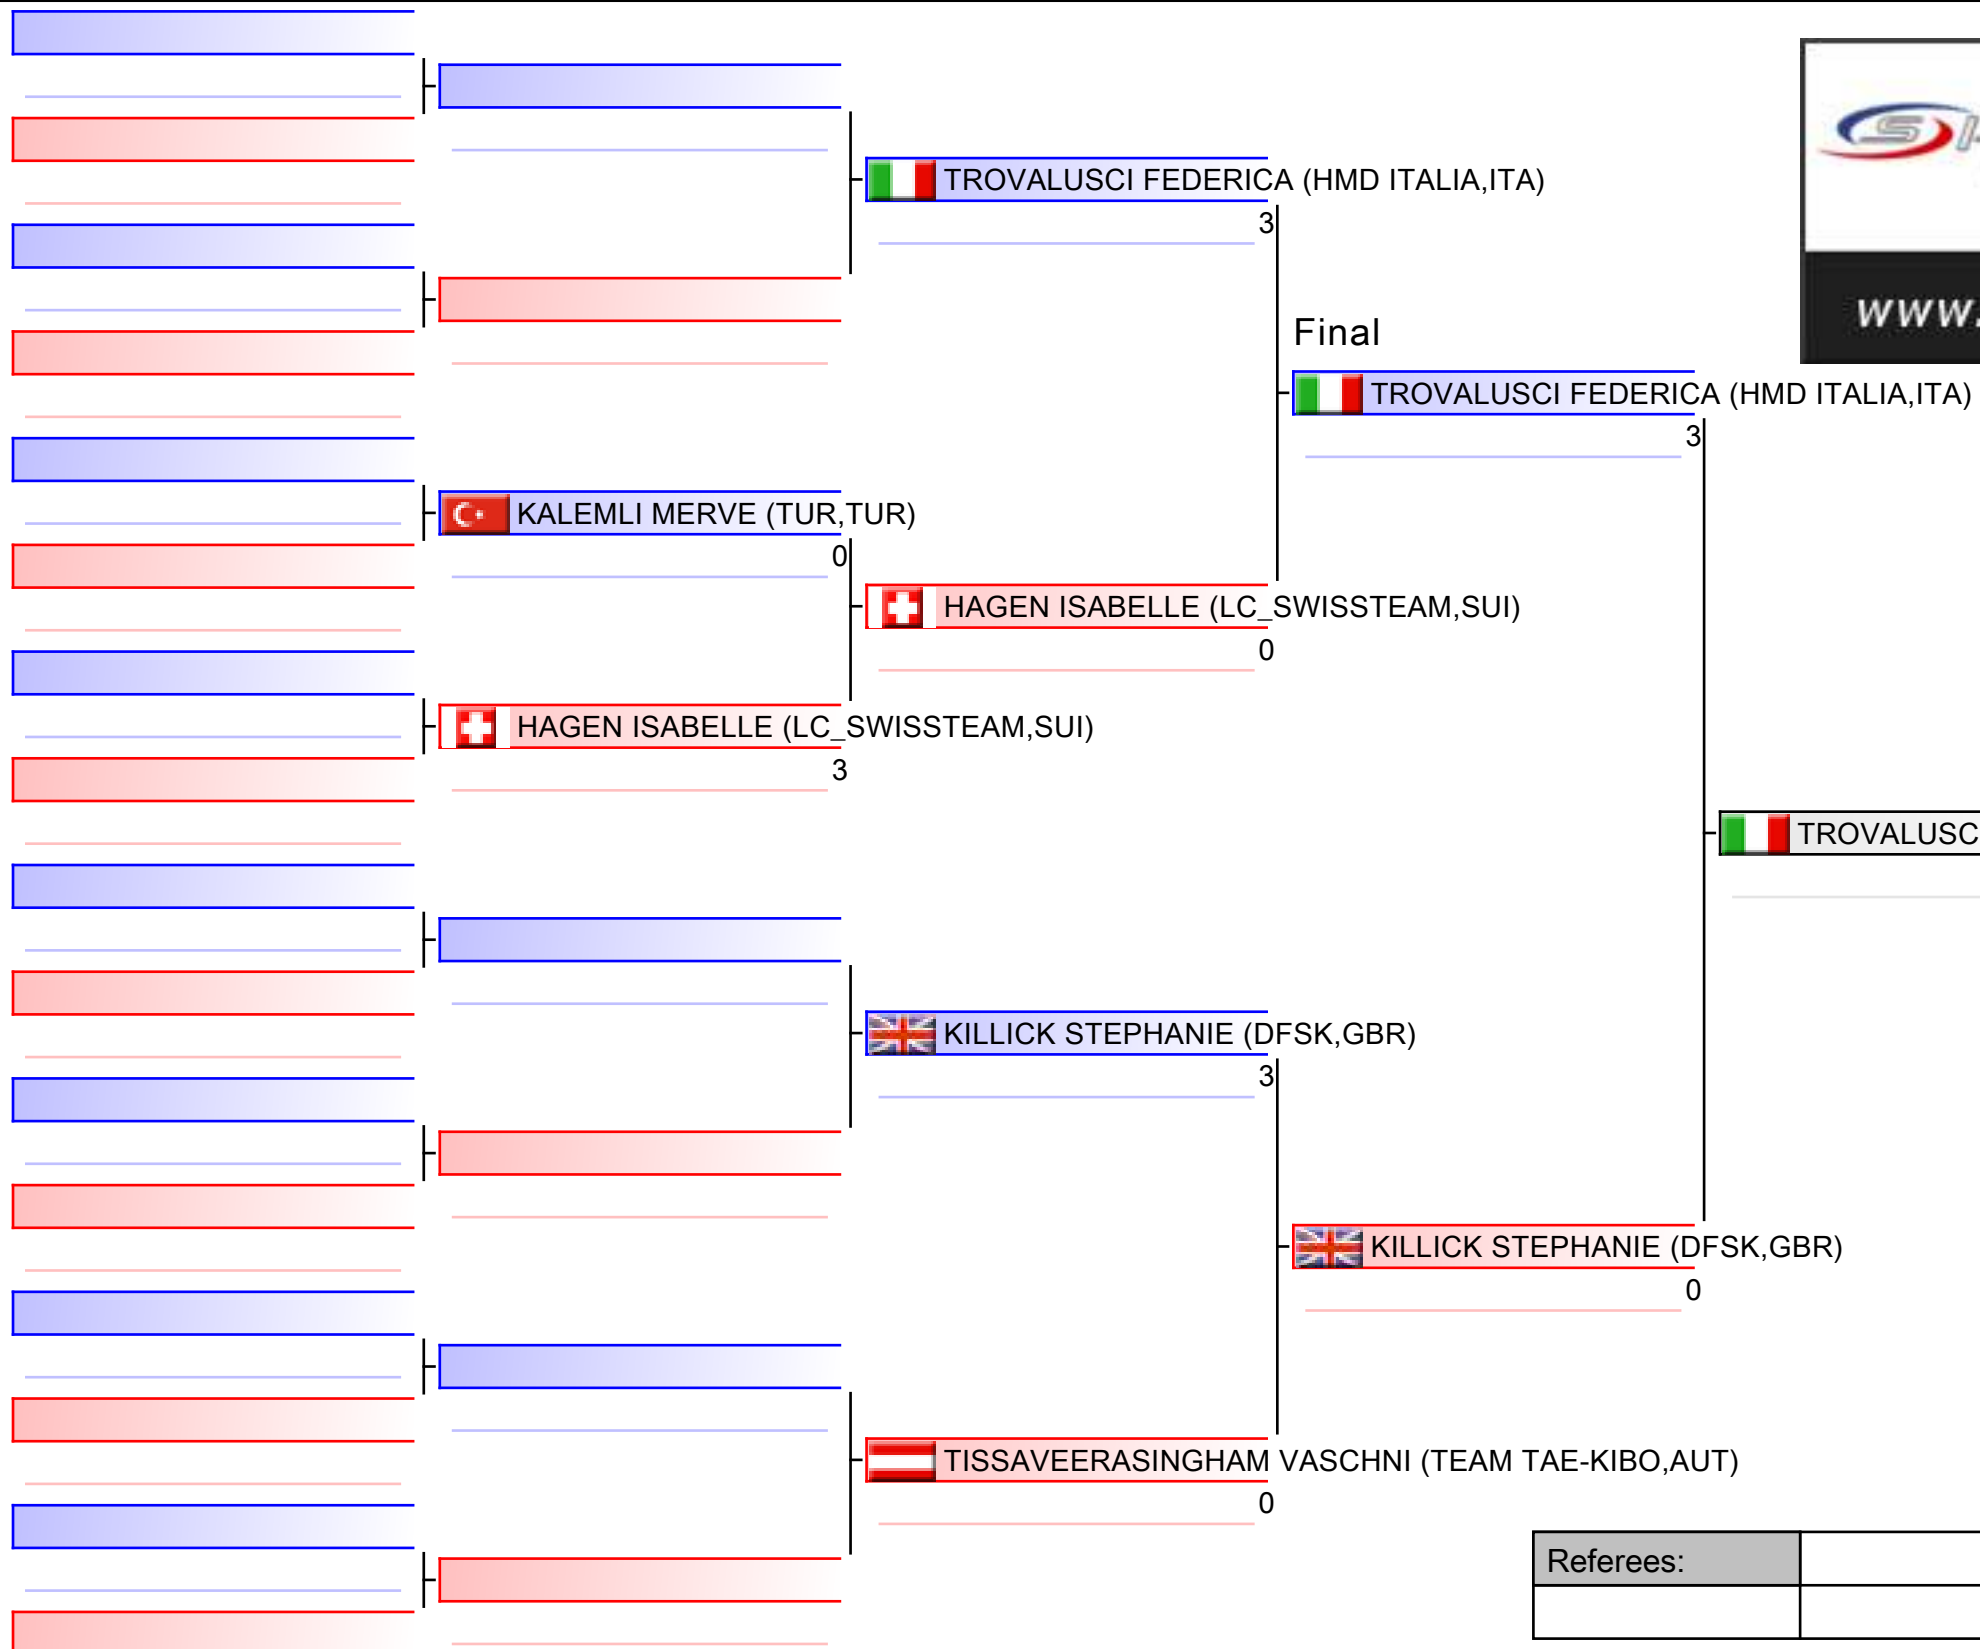 TROVALUSCI FEDERICA (HMD ITALIA,ITA)
3
Final
www.
TROVALUSCI FEDERICA (HMD ITALIA,ITA)
3
KALEMLI MERVE (TUR,TUR)
0
HAGEN ISABELLE (LC_SWISSTEAM,SUI)
0
HAGEN ISABELLE (LC_SWISSTEAM,SUI)
3
TROVALUSC
KILLICK STEPHANIE (DFSK,GBR)
3
KILLICK STEPHANIE (DFSK,GBR)
0
TISSAVEERASINGHAM VASCHNI (TEAM TAE-KIBO,AUT)
0
Referees: